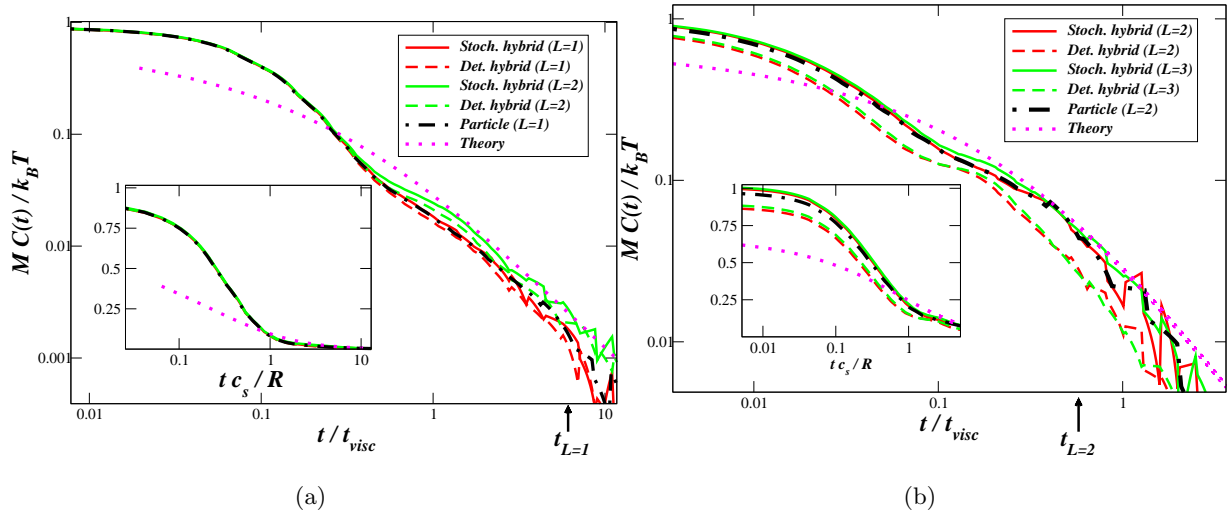 1
0.1
0.01
0.001
M C(t) / k_B T
Stoch. hybrid (L=1)
Det. hybrid (L=1)
Stoch. hybrid (L=2)
Det. hybrid (L=2)
Particle (L=1)
Theory
1
0.75
0.5
0.25
0.1
1
10
t c_s / R
0.01
0.1
1
10
t / t_visc
t_L=1
(a)
1
0.1
0.01
M C(t) / k_B T
Stoch. hybrid (L=2)
Det. hybrid (L=2)
Stoch. hybrid (L=3)
Det. hybrid (L=3)
Particle (L=2)
Theory
1
0.75
0.5
0.25
0.01
0.1
1
t c_s / R
0.01
0.1
1
t / t_visc
t_L=2
(b)